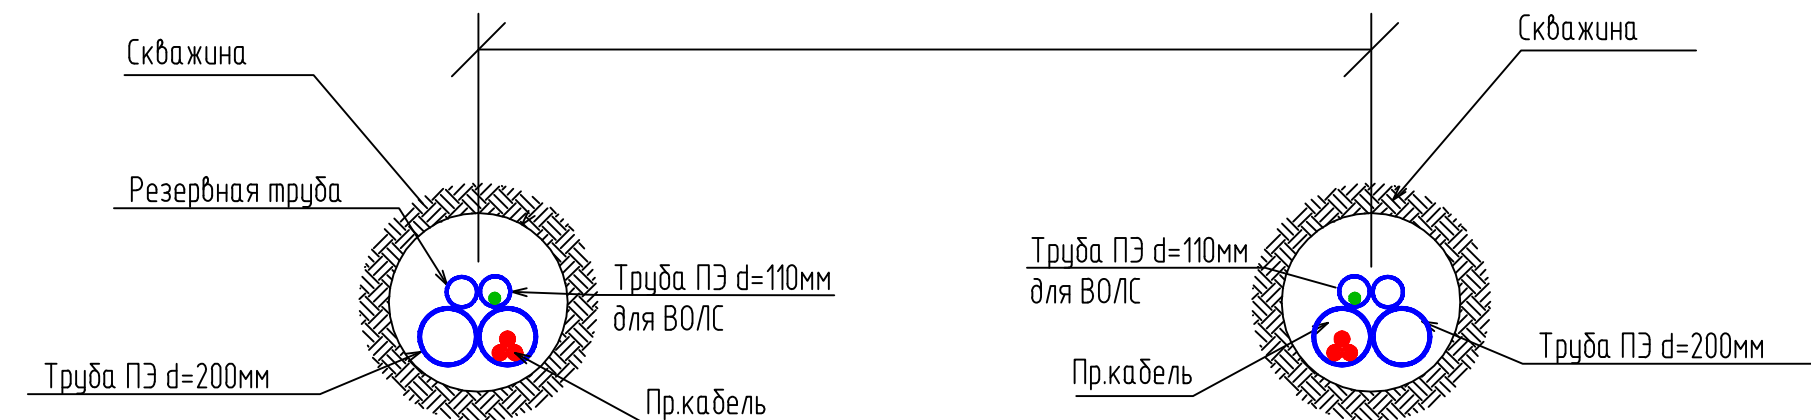 Скважина
Скважина
Резервная труба
Труба ПЭ d=110мм
для ВОЛС
Труба ПЭ d=110мм
для ВОЛС
Труба ПЭ d=200мм
Пр.кабель
Пр.кабель
Труба ПЭ d=200мм